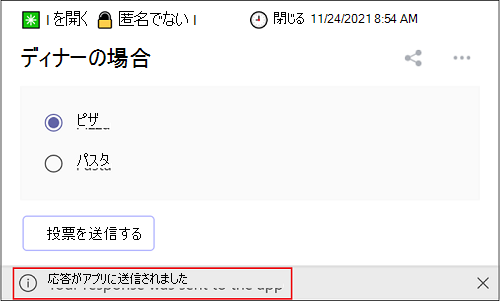 I を開く 匿名でない I 閉じる 11/24/2021 8:54 AM
ディナーの場合
ピザ
パスタ
投票を送信する
応答がアプリに送信されました
Your response was sent to the app